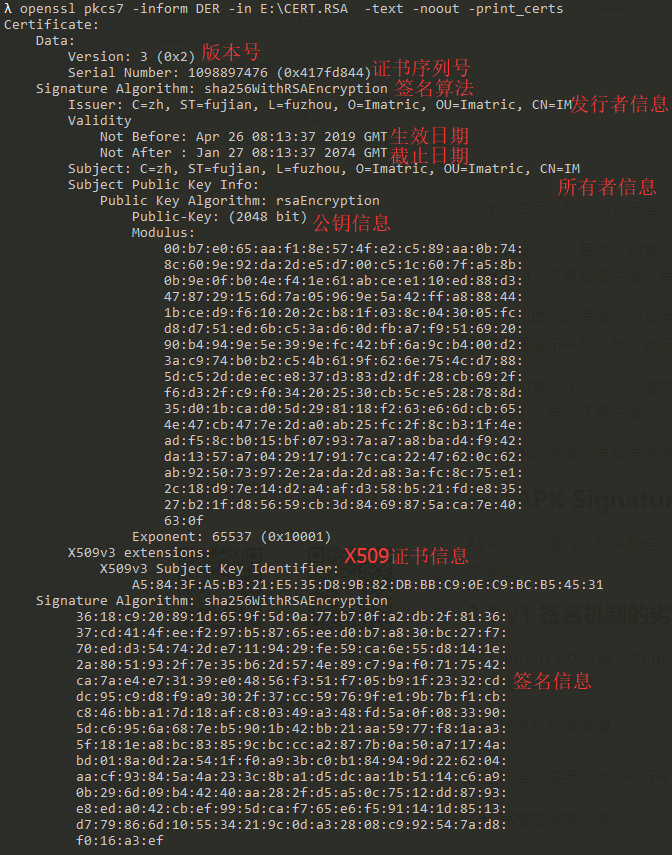 λ openssl pkcs7 -inform DER -in E:\CERT.RSA  -text -noout -print_certs
Certificate:
Data:
Version: 3 (0x2) 版本号
Serial Number: 1098897476 (0x417fd844) 证书序列号
Signature Algorithm: sha256WithRSAEncryption 签名算法
Issuer: C=zh, ST=fujian, L=fuzhou, O=Imatric, OU=Imatric, CN=IM 发行者信息
Validity
Not Before: Apr 26 08:13:37 2019 GMT 生效日期
Not After : Jan 27 08:13:37 2074 GMT 截止日期
Subject: C=zh, ST=fujian, L=fuzhou, O=Imatric, OU=Imatric, CN=IM
Subject Public Key Info: 所有者信息
Public Key Algorithm: rsaEncryption
Public-Key: (2048 bit) 公钥信息
Modulus:
00:b7:e0:65:aa:f1:8e:57:4f:e2:c5:89:aa:0b:74:
8c:60:9e:92:da:2d:e5:d7:00:c5:1c:60:7f:a5:8b:
0b:9e:0f:b0:4e:f4:1e:61:ab:ce:e1:10:ed:88:d3:
47:87:29:15:6d:7a:05:96:9e:5a:42:ff:a8:88:44:
1b:ce:d9:f6:10:20:2c:b8:1f:03:8c:04:30:05:fc:
d8:d7:51:ed:6b:c5:3a:d6:0d:fb:a7:f9:51:69:20:
90:b4:94:9e:5e:39:9e:fc:42:bf:6a:9c:b4:00:d2:
3a:c9:74:b0:b2:c5:4b:61:9f:62:6e:75:4c:d7:88:
5d:c5:2d:de:ec:e8:37:d3:83:d2:df:28:cb:69:2f:
f6:d3:2f:c9:f0:34:20:25:30:cb:5c:e5:28:78:8d:
35:d0:1b:ca:d0:5d:29:81:18:f2:63:e6:6d:cb:65:
4e:47:cb:47:7e:2d:a0:ab:25:fc:2f:8c:b3:1f:4e:
ad:f5:8c:b0:15:bf:07:93:7a:a7:a8:ba:d4:f9:42:
da:13:57:a7:04:29:17:91:7c:ca:22:47:62:0c:62:
ab:92:50:73:97:2e:2a:da:2d:a8:3a:fc:8c:75:e1:
2c:18:d9:7e:14:d2:a4:af:d3:58:b5:21:fd:e8:35:
27:b2:1f:d8:56:59:cb:3d:84:69:87:5a:ca:7e:40:
63:0f
Exponent: 65537 (0x10001)
X509v3 extensions: X509证书信息
X509v3 Subject Key Identifier:
A5:84:3F:A5:B3:21:E5:35:D8:9B:82:DB:BB:C9:0E:C9:BC:B5:45:31
Signature Algorithm: sha256WithRSAEncryption
36:18:c9:20:89:1d:65:9f:5d:0a:77:b7:0f:a2:db:2f:81:36:
37:cd:41:4f:ee:f2:97:b5:87:65:ee:d0:b7:a8:30:bc:27:f7:
70:ed:d3:54:74:2d:e7:11:94:29:fe:59:ca:6e:55:d8:14:1e:
2a:80:51:93:2f:7e:35:b6:2d:57:4e:89:c7:9a:f0:71:75:42:
ca:7a:e4:e7:31:39:e0:48:56:f3:51:f7:05:b9:1f:23:32:cd: 签名信息
dc:95:c9:d8:f9:a9:30:2f:37:cc:59:76:9f:e1:9b:7b:f1:cb:
c8:46:bb:a1:7d:18:af:c8:03:49:a3:48:fd:5a:0f:08:33:90:
5d:c6:95:6a:68:7e:b5:90:1b:42:bb:21:aa:59:77:f8:1a:a3:
5f:18:1e:a8:bc:83:85:9c:bc:cc:a2:87:7b:0a:50:a7:17:4a:
bd:01:8a:0d:2a:54:1f:f0:a9:3b:c0:b1:84:94:9d:22:62:04:
aa:cf:93:84:5a:4a:23:3c:8b:a1:d5:dc:aa:1b:51:14:c6:a9:
0b:29:6d:09:b4:42:40:aa:28:2f:d5:a5:0c:75:12:dd:87:93:
e8:ed:a0:42:cb:ef:99:5d:ca:f7:65:e6:f5:91:14:1d:85:13:
d7:79:86:6d:10:55:34:21:9c:0d:a3:28:08:c9:92:54:7a:d8:
f0:16:a3:ef